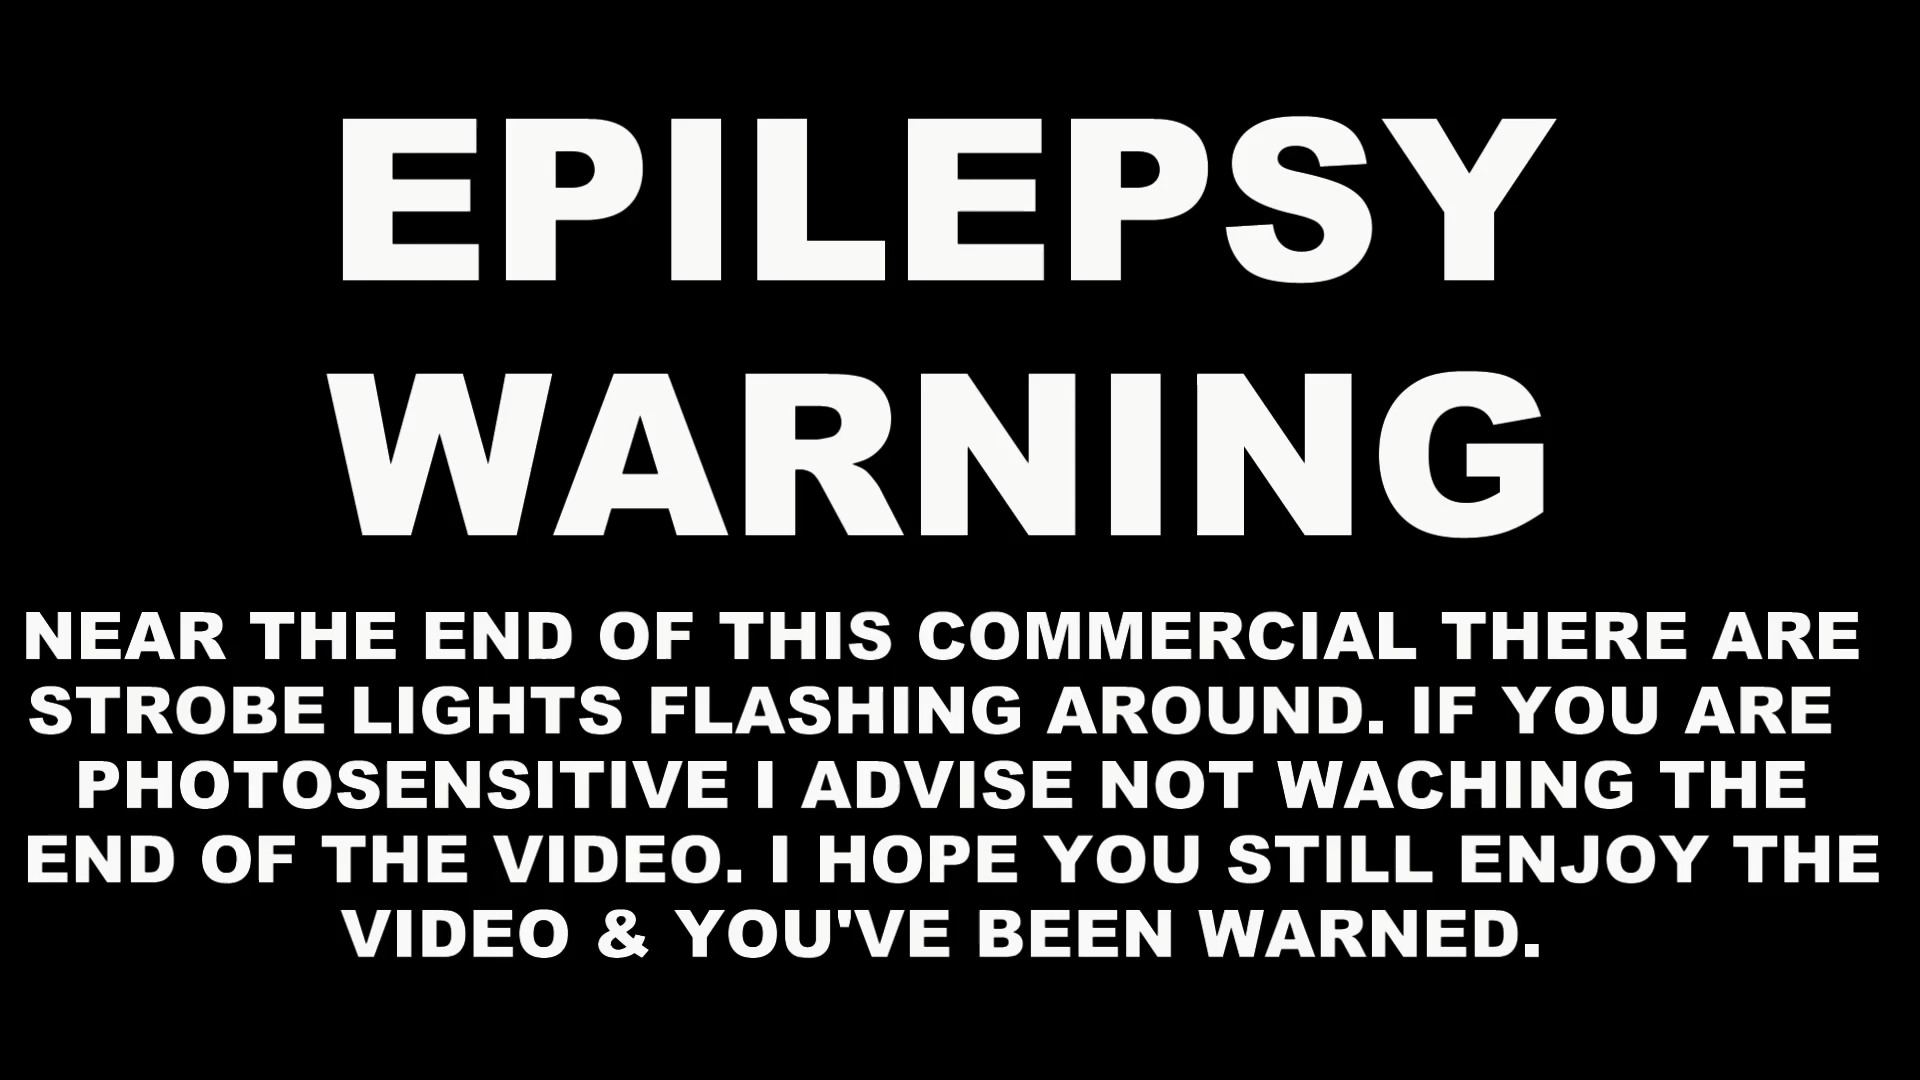 EPILEPSY
WARNING
NEAR THE END OF THIS COMMERCIAL THERE ARE
STROBE LIGHTS FLASHING AROUND. IF YOU ARE
PHOTOSENSITIVE I ADVISE NOT WACHING THE
END OF THE VIDEO. I HOPE YOU STILL ENJOY THE
VIDEO & YOU'VE BEEN WARNED.